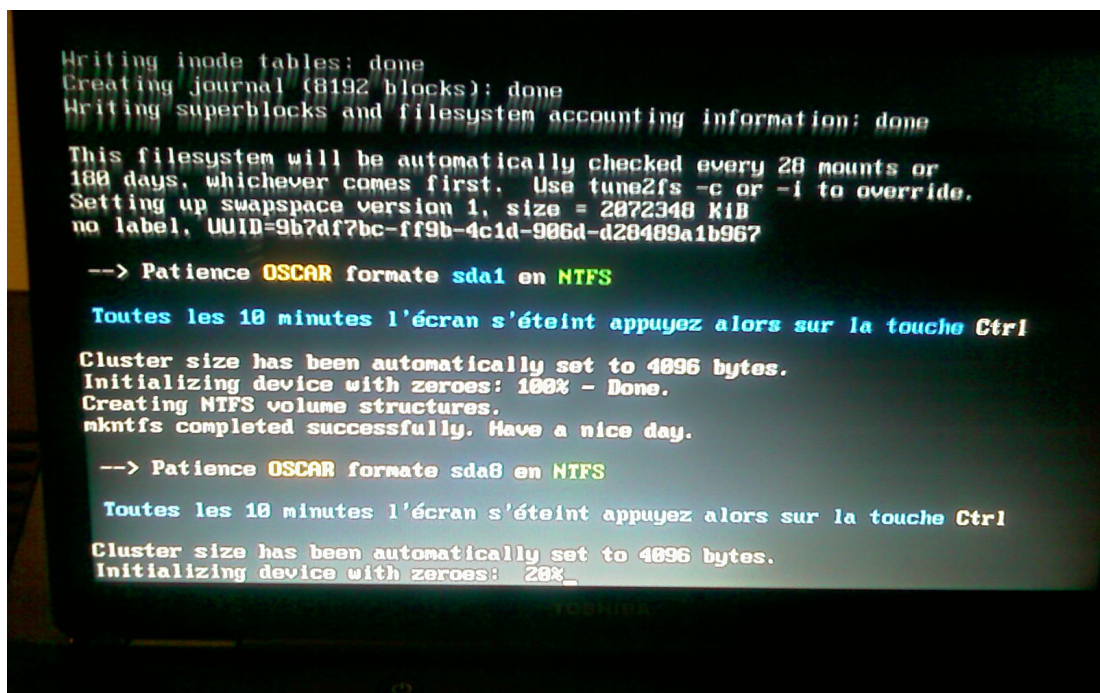 Writing inode tables: done
Creating journal (8192 blocks): done
Writing superblocks and filesystem accounting information: done
This filesystem will be automatically checked every 28 mounts or
180 days, whichever comes first.  Use tune2fs -c or -i to override.
Setting up swapspace version 1, size = 2072348 KiB
no label, UUID=9b7df7bc-ff9b-4c1d-906d-d28489a1b967
--> Patience OSCAR formate sda1 en NTFS
Toutes les 10 minutes l'écran s'éteint appuyez alors sur la touche Ctrl
Cluster size has been automatically set to 4096 bytes.
Initializing device with zeroes: 100% - Done.
Creating NTFS volume structures.
mkntfs completed successfully. Have a nice day.
--> Patience OSCAR formate sda8 en NTFS
Toutes les 10 minutes l'écran s'éteint appuyez alors sur la touche Ctrl
Cluster size has been automatically set to 4096 bytes.
Initializing device with zeroes:  20%_
TOSHIBA